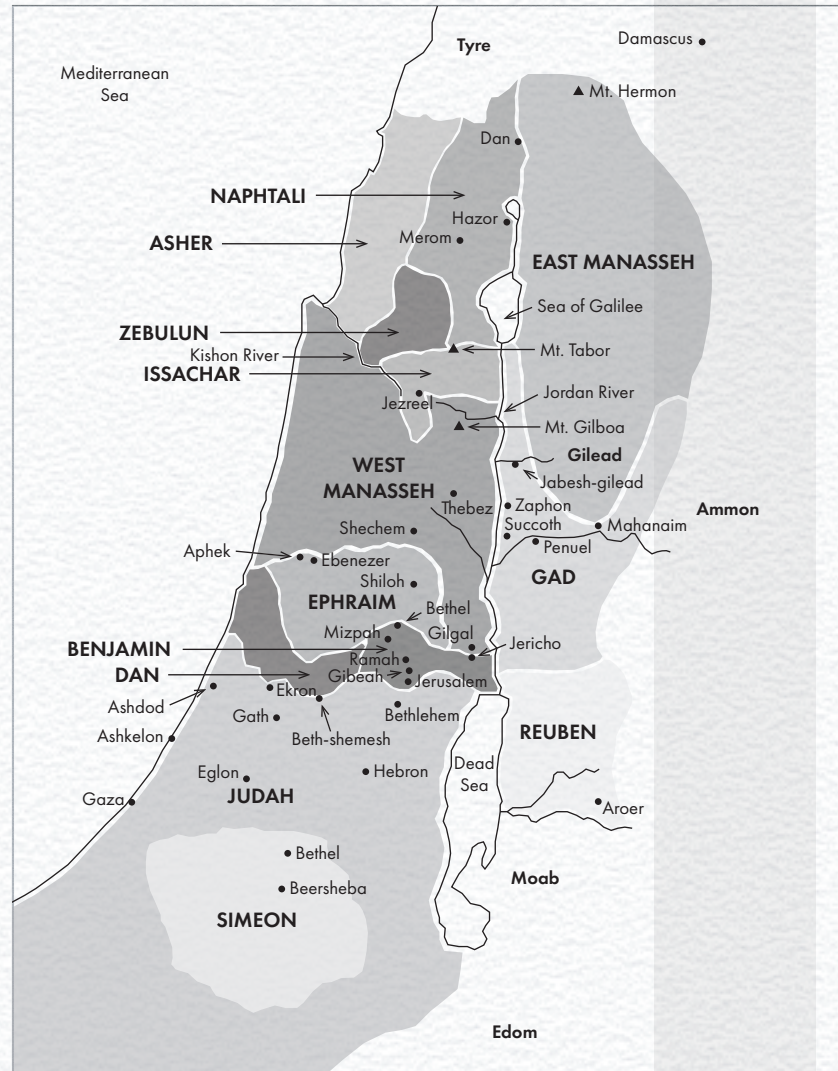 Tyre
Damascus
Mediterranean
Sea
Mt. Hermon
Dan
NAPHTALI
Hazor
Merom
ASHER
EAST MANASSEH
Sea of Galilee
ZEBULUN
Kishon River
Mt. Tabor
ISSACHAR
Jordan River
Jezreel
Mt. Gilboa
Gilead
WEST
MANASSEH
Jabesh-gilead
Thebez
Zaphon
Ammon
Succoth
Mahanaim
Shechem
Penuel
Aphek
Ebenezer
GAD
Shiloh
EPHRAIM
Bethel
Mizpah
Gilgal
Jericho
BENJAMIN
Ramah
DAN
Gibeah
Jerusalem
Ekron
Ashdod
Bethlehem
Gath
REUBEN
Ashkelon
Beth-shemesh
Dead
Sea
Eglon
Hebron
JUDAH
Gaza
Aroer
Bethel
Moab
Beersheba
SIMEON
Edom